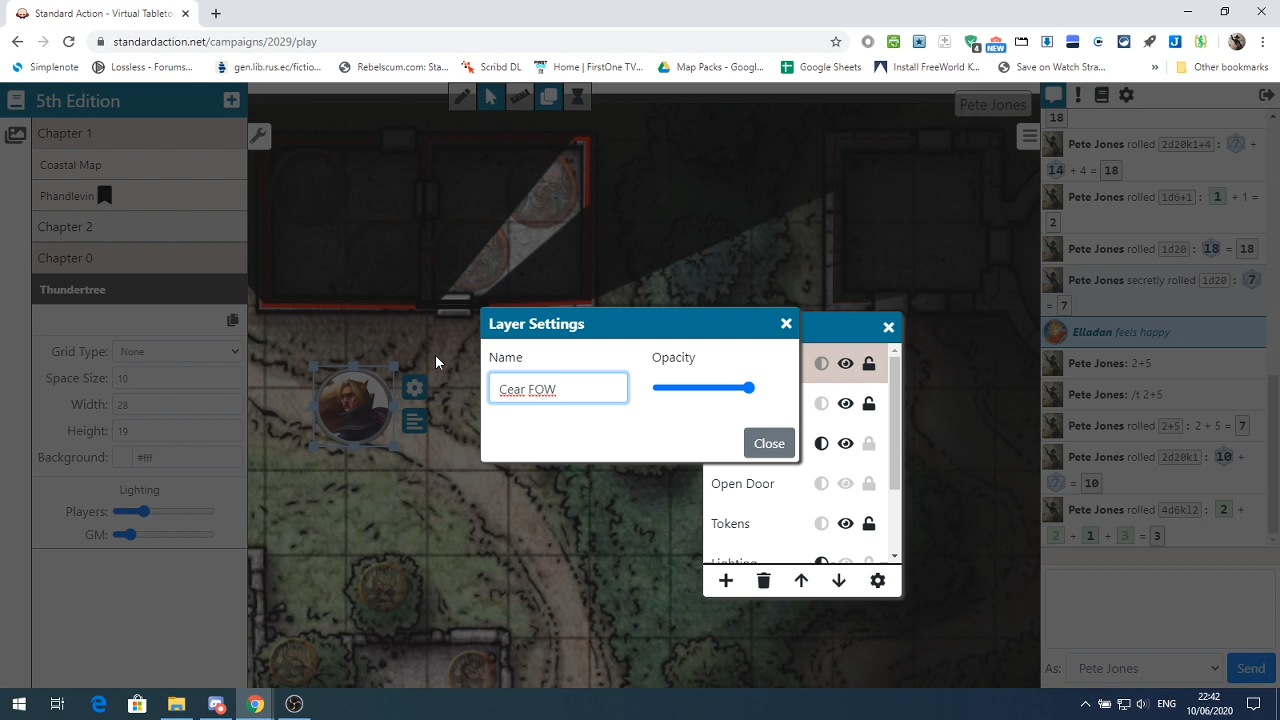 Standard Action - Virtual Tableto
standardaction.net/campaigns/2029/play
4
NEW
Simplenote
Lossless - Forums...
gen.lib.rus.ec/fictio...
Rebelscum.com: Sta...
Scribd DL
Home | FirstOne TV...
Map Packs - Googl...
Google Sheets
Install FreeWorld K...
Save on Watch Stra...
»
Other bookmarks
5th Edition
Chapter 1
Coastal Map
Phandlevin
Chapter 2
Chapter 0
Thundertree
Grid Type: None
Space Size: 10
Width: 28
Height: 19
Background: #fff
Lighting
Players:
GM:
Pete Jones
Layer Settings
Name
Opacity
Cear FOW
Close
Open Door
Tokens
Lighting
18
Pete Jones rolled 2d20k1+4 : 2 +
14 + 4 = 18
Pete Jones rolled 1d6+1 : 1 + 1 =
2
Pete Jones rolled 1d20 : 18 = 18
Pete Jones secretly rolled 1d20 : 7
= 7
Elladan feels happy
Pete Jones: 2+5
Pete Jones: /t 2+5
Pete Jones rolled 2+5 : 2 + 5 = 7
Pete Jones rolled 2d20k1 : 10 +
7 = 10
Pete Jones rolled 4d6k12 : 2 +
2 + 1 + 3 = 3
As: Pete Jones
Send
ENG
22:42
10/06/2020